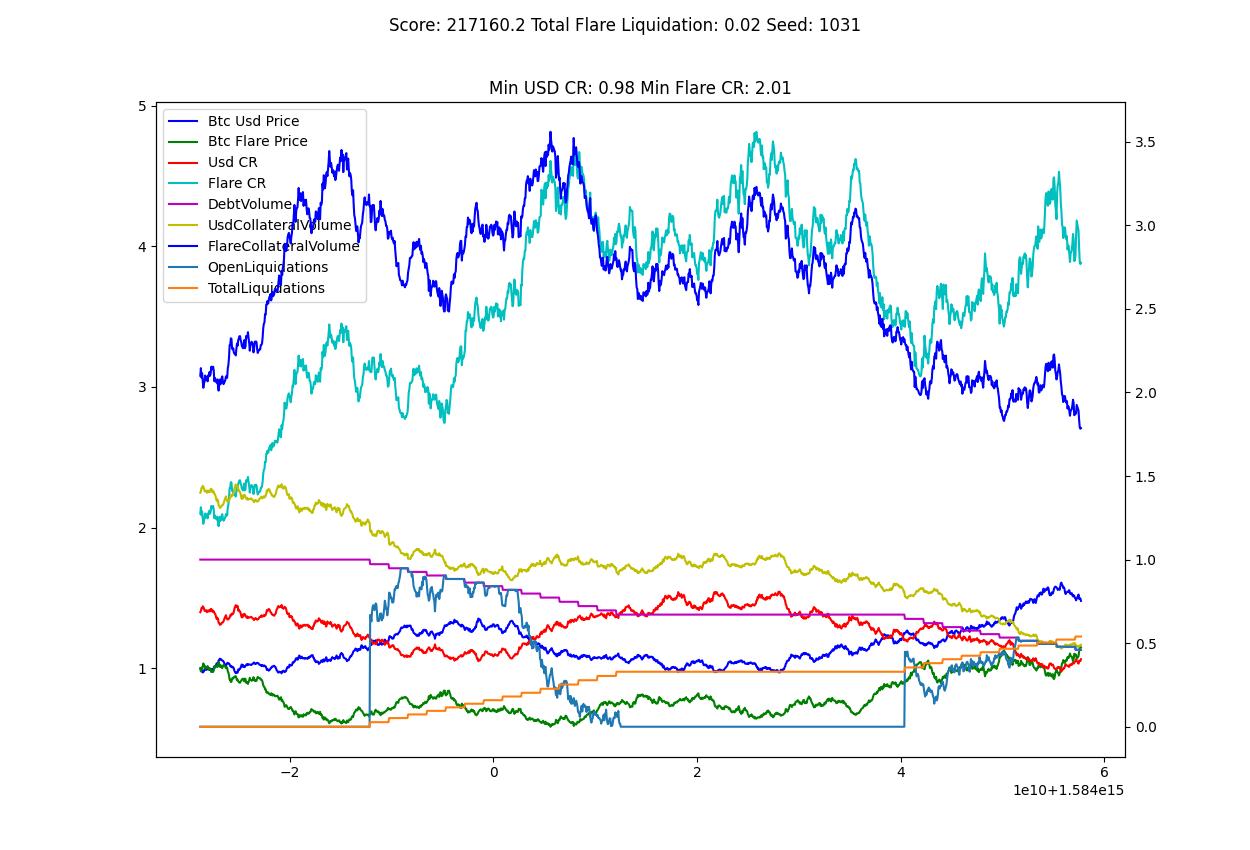 Score: 217160.2 Total Flare Liquidation: 0.02 Seed: 1031
Min USD CR: 0.98 Min Flare CR: 2.01
Btc Usd Price
Btc Flare Price
Usd CR
Flare CR
DebtVolume
UsdCollateralVolume
FlareCollateralVolume
OpenLiquidations
TotalLiquidations
5
4
3
2
1
3.5
3.0
2.5
2.0
1.5
1.0
0.5
0.0
−2
0
2
4
6
1e10+1.584e15